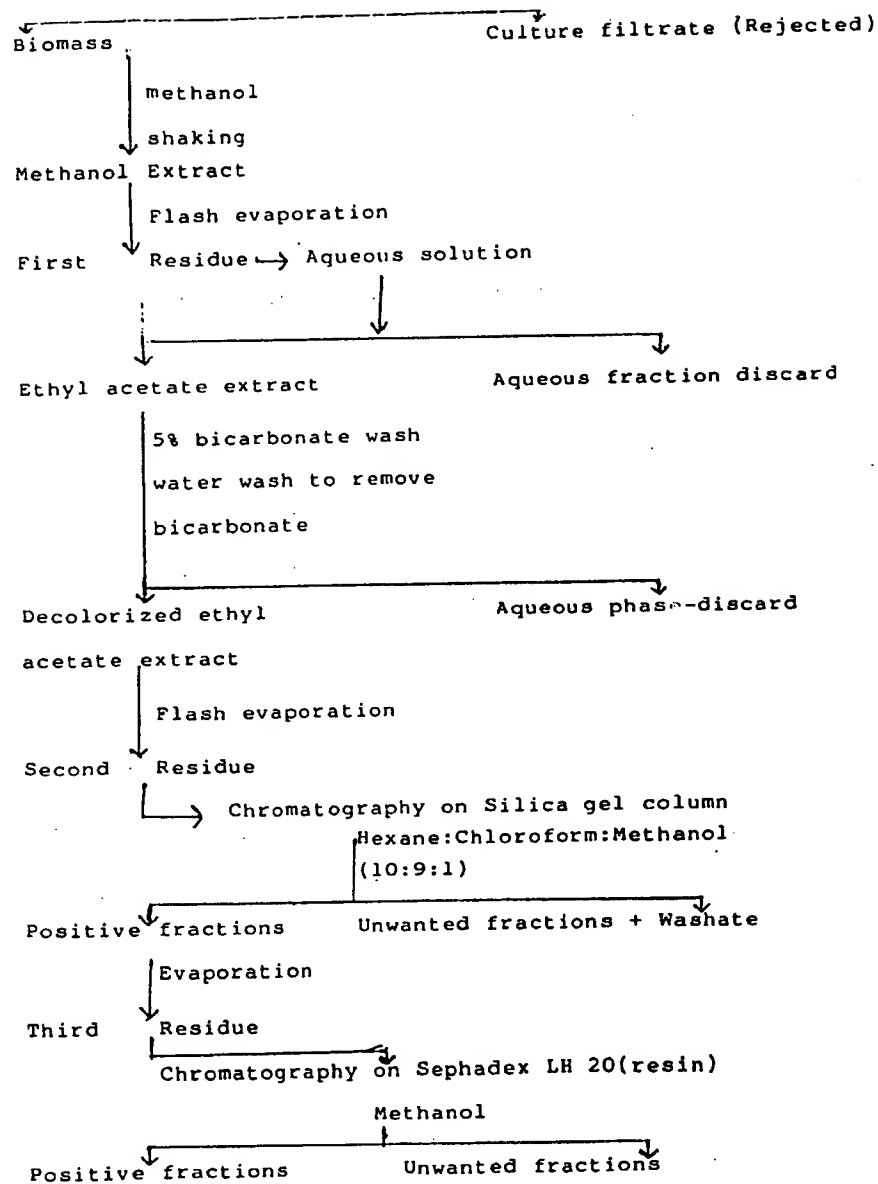 Biomass Culture filtrate (Rejected)
methanol
shaking
Methanol Extract
Flash evaporation
First Residue Aqueous solution
Ethyl acetate extract Aqueous fraction discard
5% bicarbonate wash
water wash to remove
bicarbonate
Decolorized ethyl Aqueous phase-discard
acetate extract
Flash evaporation
Second Residue
Chromatography on Silica gel column
Hexane:Chloroform:Methanol
(10:9:1)
Positive fractions Unwanted fractions + Washate
Evaporation
Third Residue
Chromatography on Sephadex LH 20(resin)
Methanol
Positive fractions Unwanted fractions